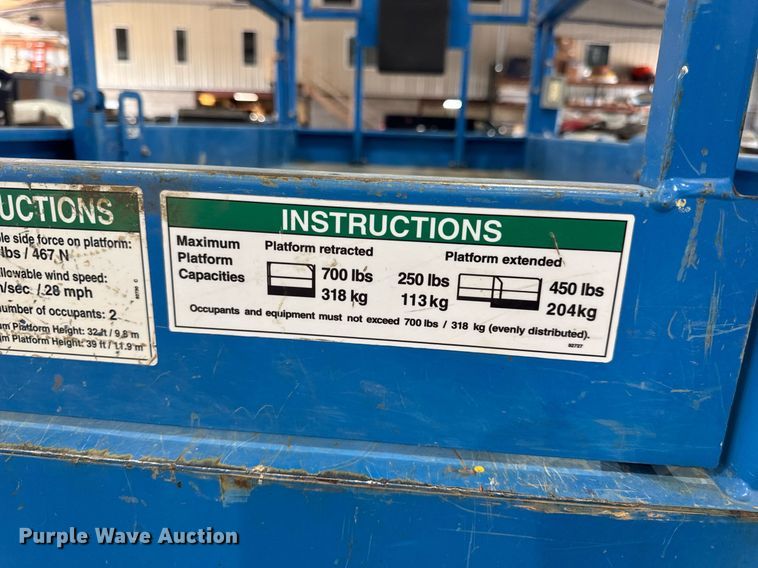 UCTIONS
le side force on platform:
lbs / 467 N
llowable wind speed:
/sec / 28 mph
number of occupants: 2
m Platform Height: 32 ft / 9.8 m
m Platform Height: 39 ft / 11.9 m
INSTRUCTIONS
Maximum Platform Capacities
Platform retracted
700 lbs
318 kg
Platform extended
250 lbs
113 kg
450 lbs
204kg
Occupants and equipment must not exceed 700 lbs / 318 kg (evenly distributed).
82727
Purple Wave Auction